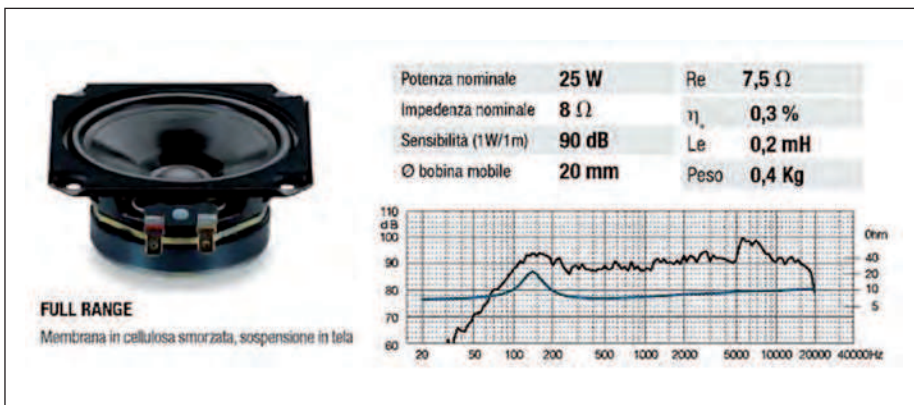 Potenza nominale 25 W Re 7,5 Ω
Impedenza nominale 8 Ω η₀ 0,3 %
Sensibilità (1W/1m) 90 dB Le 0,2 mH
Ø bobina mobile 20 mm Peso 0,4 Kg
110
dB
100
90
80
70
60
Ohm
40
20
10
5
20 50 100 200 500 1000 2000 5000 10000 20000 40000Hz
FULL RANGE
Membrana in cellulosa smorzata, sospensione in tela